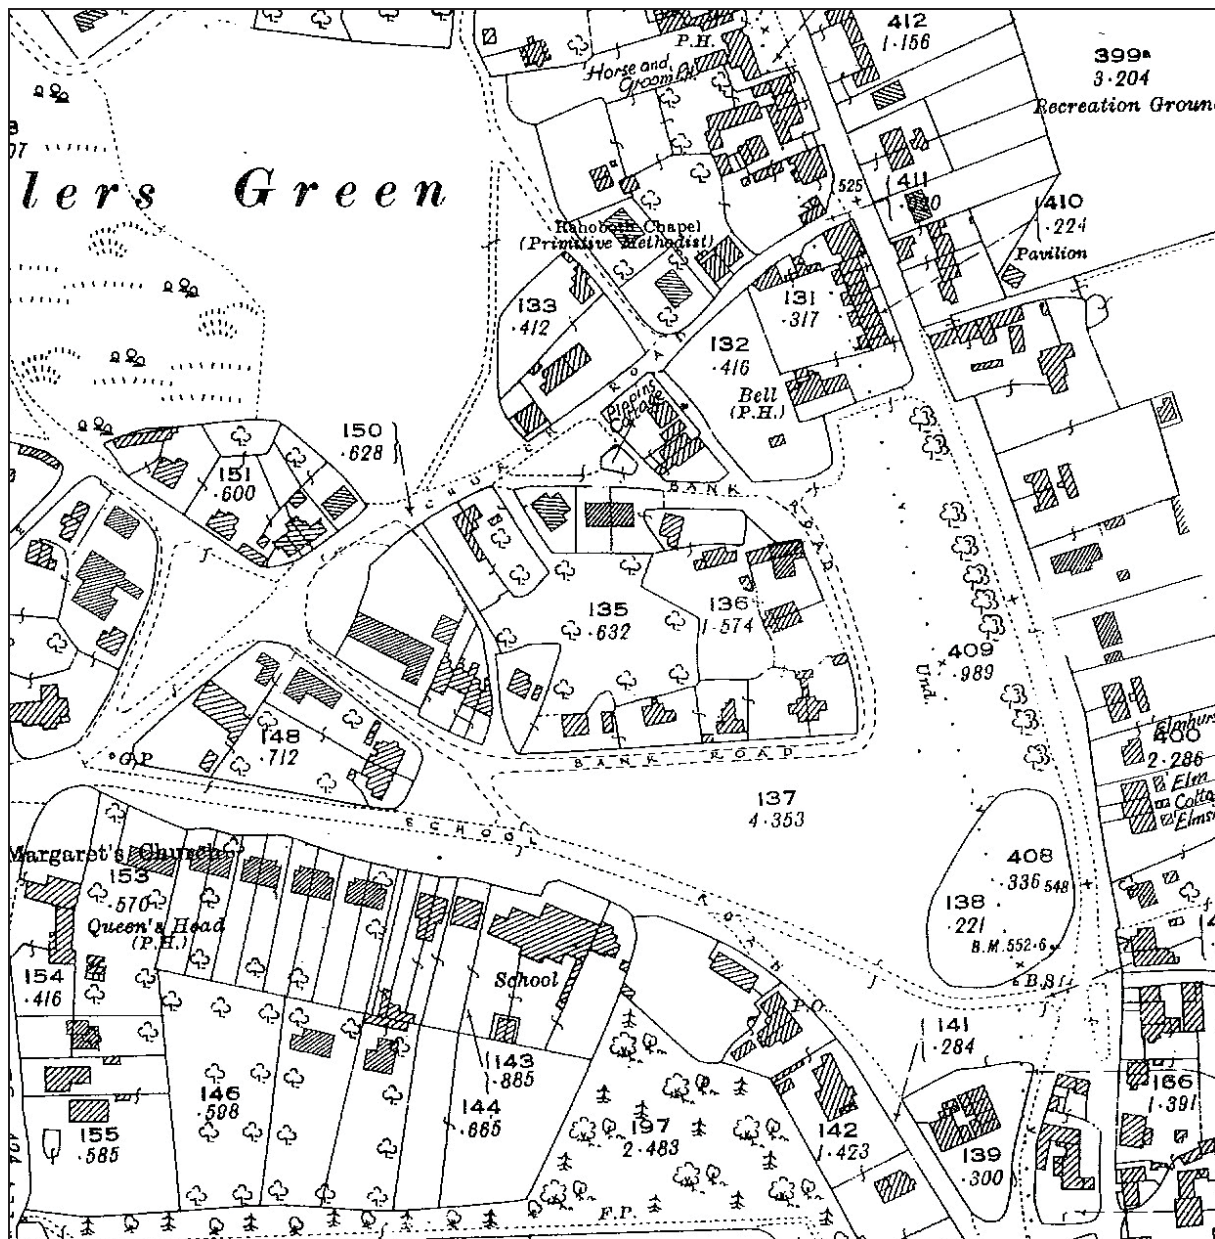 412
1.156
P.H.
399a
3.204
Recreation Ground
Horse and
Groom
lers Green
525
411
410
.224
Rehoboth Chapel
(Primitive Methodist)
Pavilion
133
.412
131
.317
132
.416
Bell
(P.H.)
Pippins
Cottage
CHURCH ROAD
150
.628
151
.600
BANK ROAD
135
.632
136
1.574
409
.989
Und.
148
.712
G.P.
BANK ROAD
Elmhurst
400
2.286
Elm
Cotta
Elms
137
4.353
SCHOOL ROAD
Margaret's Church
153
.570
Queen's Head
(P.H.)
408
.336
548
138
.221
B.M.552.6
B.S.
School
P.O.
154
.416
141
.284
143
.885
144
.665
146
.598
155
.585
197
2.483
142
1.423
139
.300
166
1.391
F.P.